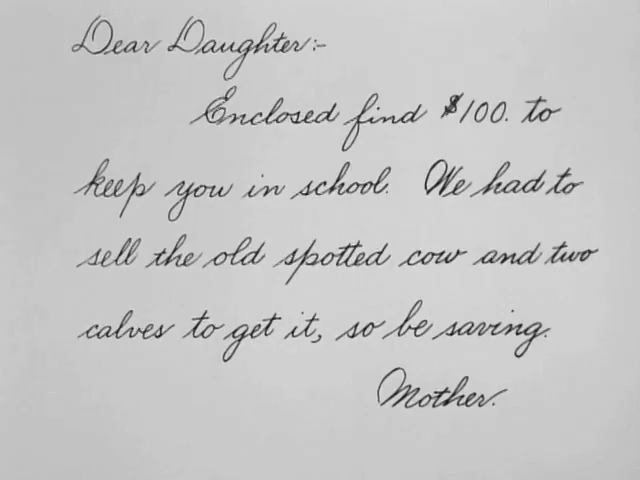 Dear Daughter:-
Enclosed find $100. to
keep you in school. We had to
sell the old spotted cow and two
calves to get it, so be saving.
Mother.